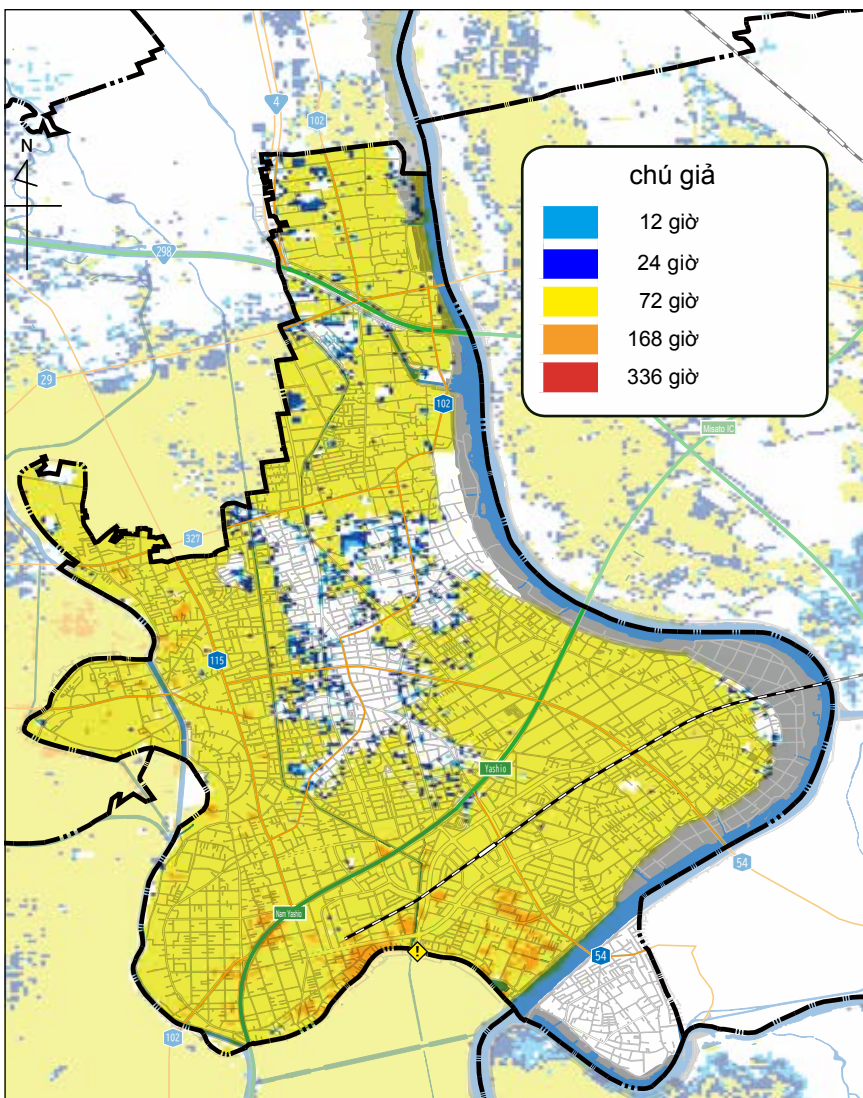 4
102
N
chú giả
12 giờ
24 giờ
72 giờ
168 giờ
336 giờ
298
29
102
Misato IC
327
115
Yashio
54
Nam Yashio
!
54
102